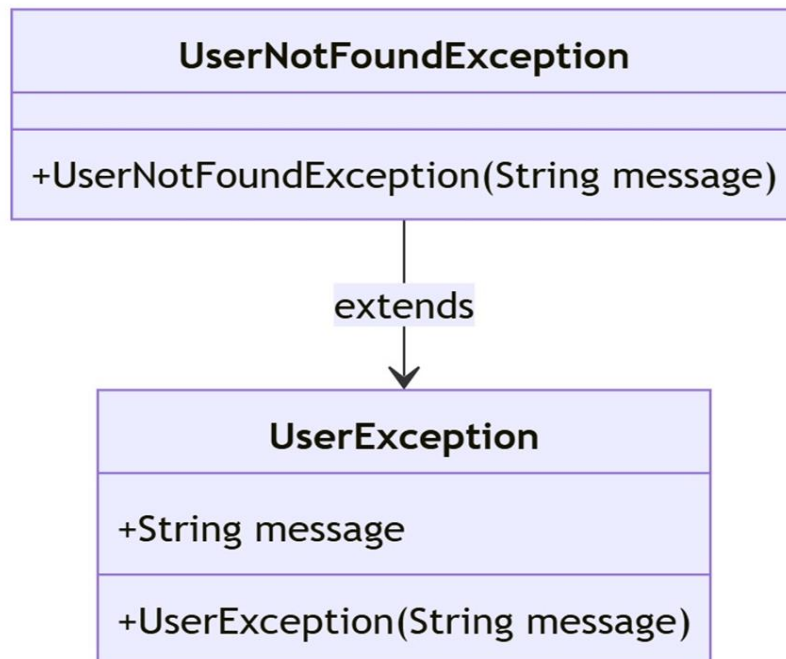 UserNotFoundException
+UserNotFoundException(String message)
extends
UserException
+String message
+UserException(String message)